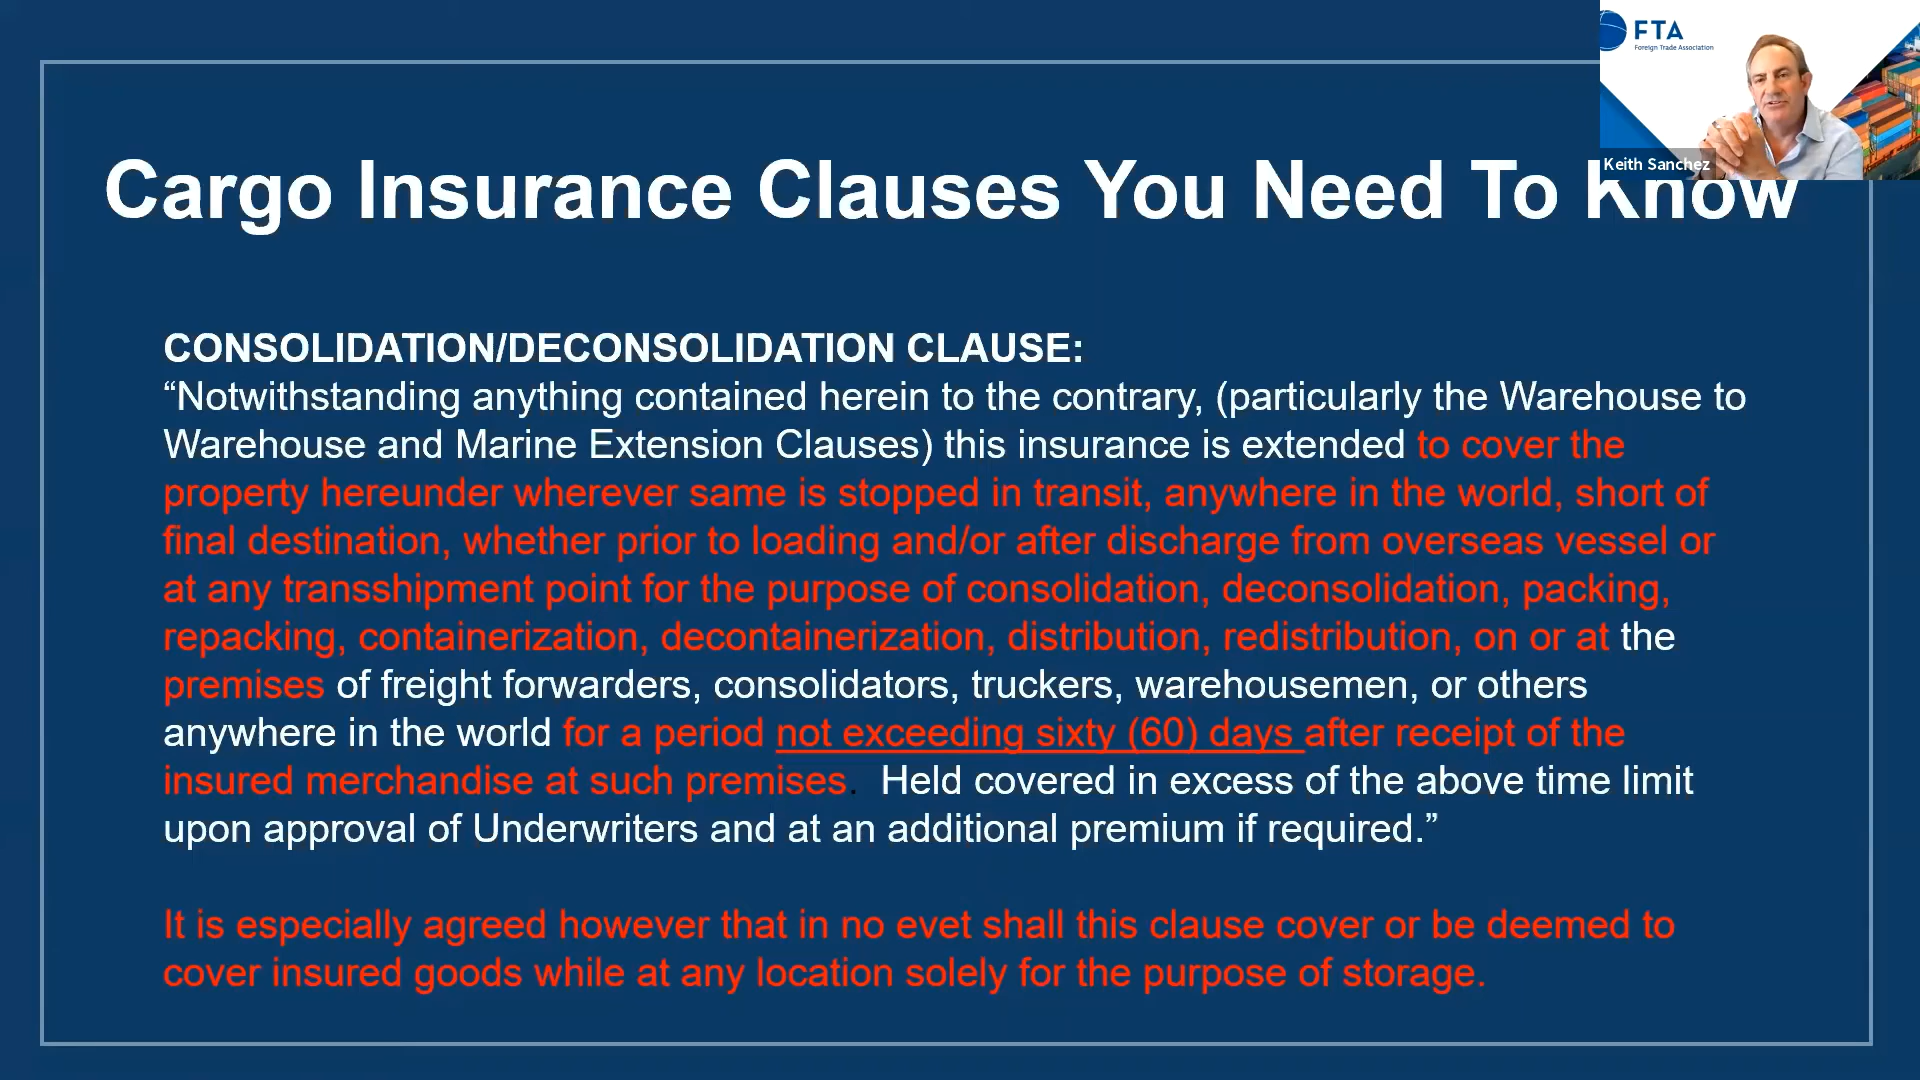 FTA
Foreign Trade Association
Keith Sanchez
Cargo Insurance Clauses You Need To Know
CONSOLIDATION/DECONSOLIDATION CLAUSE:
“Notwithstanding anything contained herein to the contrary, (particularly the Warehouse to
Warehouse and Marine Extension Clauses) this insurance is extended to cover the
property hereunder wherever same is stopped in transit, anywhere in the world, short of
final destination, whether prior to loading and/or after discharge from overseas vessel or
at any transshipment point for the purpose of consolidation, deconsolidation, packing,
repacking, containerization, decontainerization, distribution, redistribution, on or at the
premises of freight forwarders, consolidators, truckers, warehousemen, or others
anywhere in the world for a period not exceeding sixty (60) days after receipt of the
insured merchandise at such premises.  Held covered in excess of the above time limit
upon approval of Underwriters and at an additional premium if required.”
It is especially agreed however that in no evet shall this clause cover or be deemed to
cover insured goods while at any location solely for the purpose of storage.